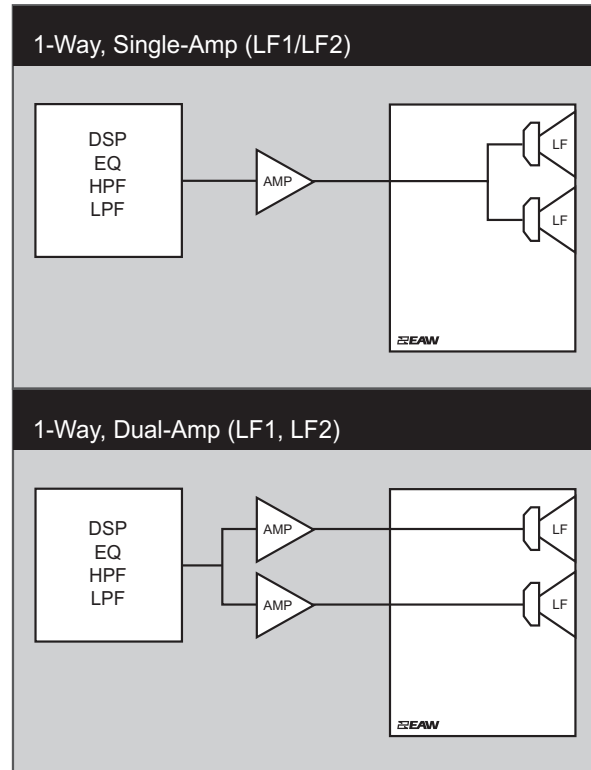 1-Way, Single-Amp (LF1/LF2)
DSP
EQ
HPF
LPF
AMP
LF
LF
EAW
1-Way, Dual-Amp (LF1, LF2)
DSP
EQ
HPF
LPF
AMP
AMP
LF
LF
EAW